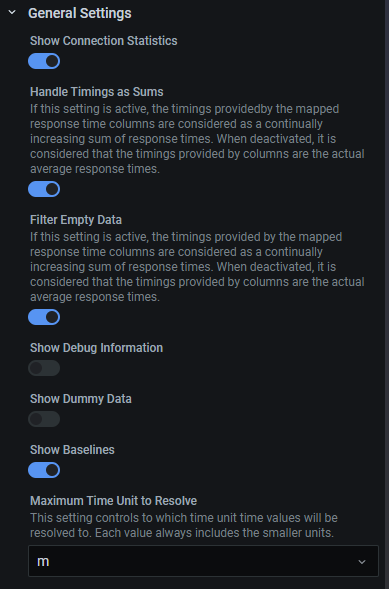 General Settings
Show Connection Statistics
Handle Timings as Sums
If this setting is active, the timings providedby the mapped
response time columns are considered as a continually
increasing sum of response times. When deactivated, it is
considered that the timings provided by columns are the actual
average response times.
Filter Empty Data
If this setting is active, the timings provided by the mapped
response time columns are considered as a continually
increasing sum of response times. When deactivated, it is
considered that the timings provided by columns are the actual
average response times.
Show Debug Information
Show Dummy Data
Show Baselines
Maximum Time Unit to Resolve
This setting controls to which time unit time values will be
resolved to. Each value always includes the smaller units.
m